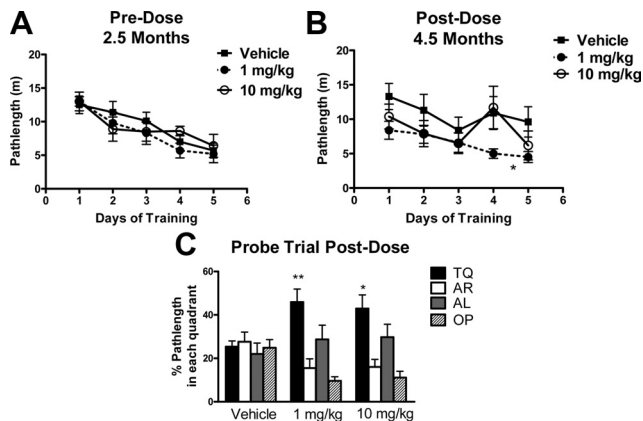 A
Pre-Dose
2.5 Months
Pathlength (m)
20
15
10
5
0
0 1 2 3 4 5 6
Days of Training
Vehicle
1 mg/kg
10 mg/kg
B
Post-Dose
4.5 Months
Pathlength (m)
20
15
10
5
0
0 1 2 3 4 5 6
Days of Training
Vehicle
1 mg/kg
10 mg/kg
*
C
Probe Trial Post-Dose
% Pathlength
in each quadrant
60
40
20
0
** *
Vehicle 1 mg/kg 10 mg/kg
TQ
AR
AL
OP